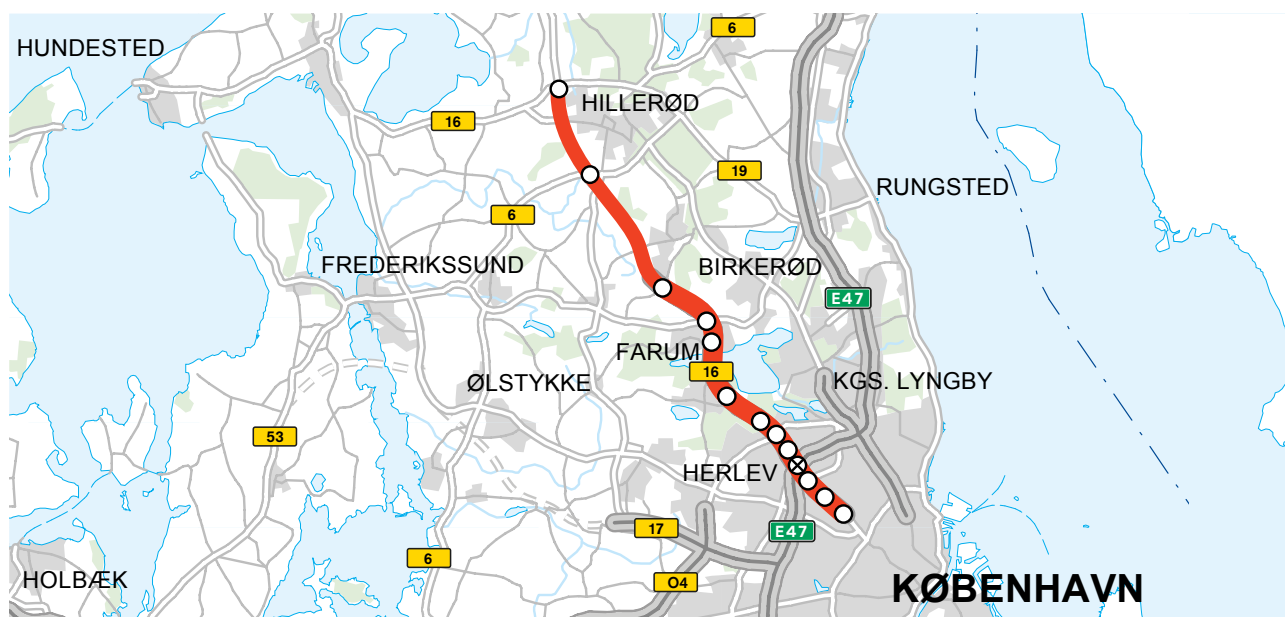 6
HUNDESTED
HILLERØD
16
19
RUNGSTED
6
FREDERIKSSUND
BIRKERØD
E47
FARUM
16
ØLSTYKKE
KGS. LYNGBY
53
HERLEV
17
E47
6
HOLBÆK
O4
KØBENHAVN